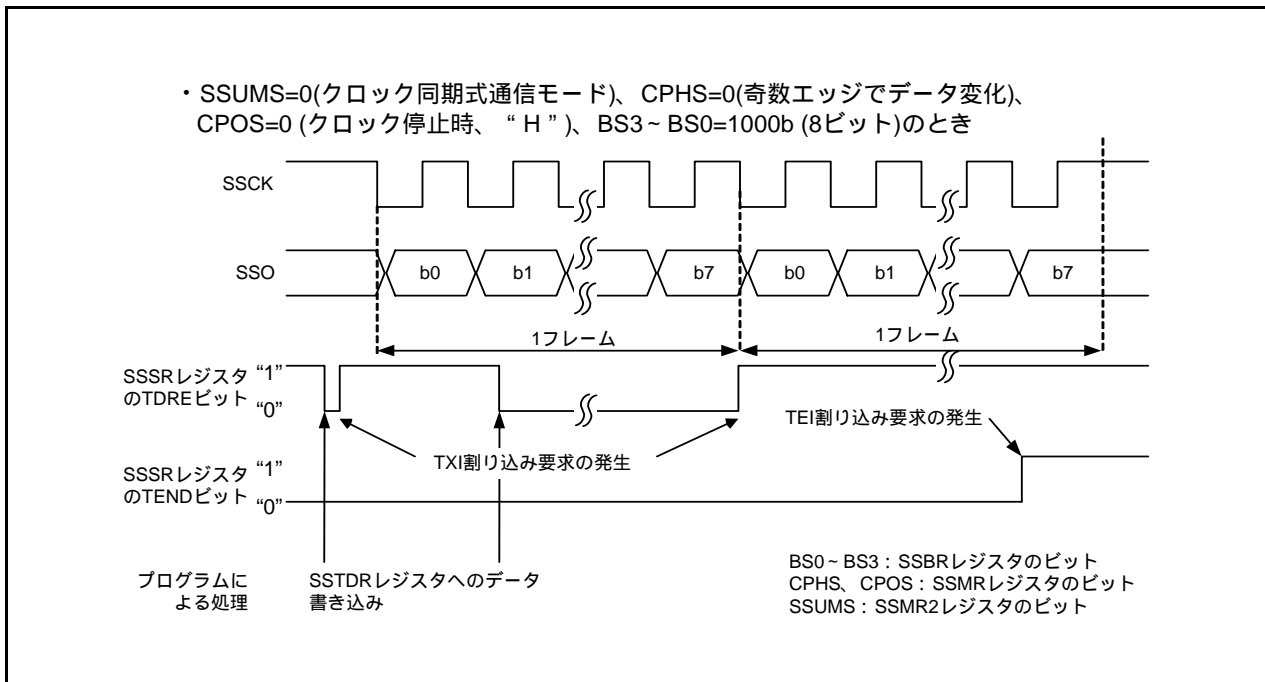 ・SSUMS=0(クロック同期式通信モード)、CPHS=0(奇数エッジでデータ変化)、
CPOS=0 (クロック停止時、“H”)、BS3～BS0=1000b (8ビット)のとき
SSCK
SSO
b0
b1
b7
b0
b1
b7
1フレーム
1フレーム
SSSRレジスタ “1”
のTDREビット “0”
TEI割り込み要求の発生
TXI割り込み要求の発生
SSSRレジスタ “1”
のTENDビット “0”
プログラムに
よる処理
SSTDRレジスタへのデータ
書き込み
BS0～BS3：SSBRレジスタのビット
CPHS、CPOS：SSMRレジスタのビット
SSUMS：SSMR2レジスタのビット